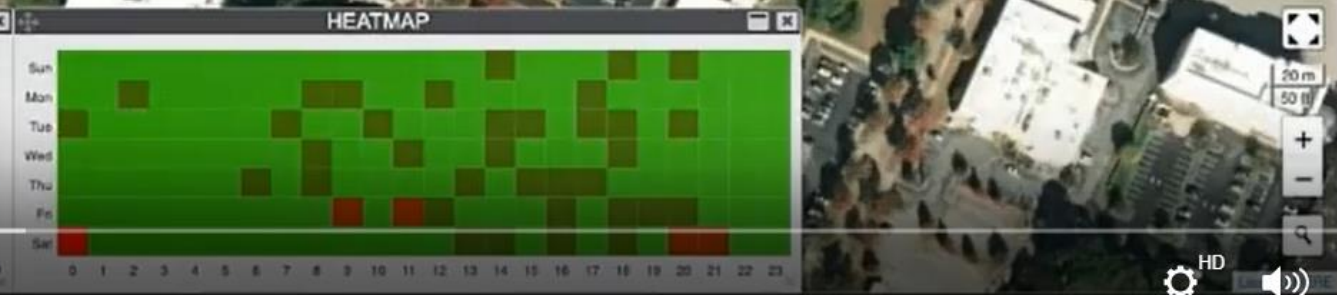 HEATMAP
Sun
Mon
Tue
Wed
Thu
Fri
Sat
0 1 2 3 4 5 6 7 8 9 10 11 12 13 14 15 16 17 18 19 20 21 22 23
20 m
50 ft
+
−
HD